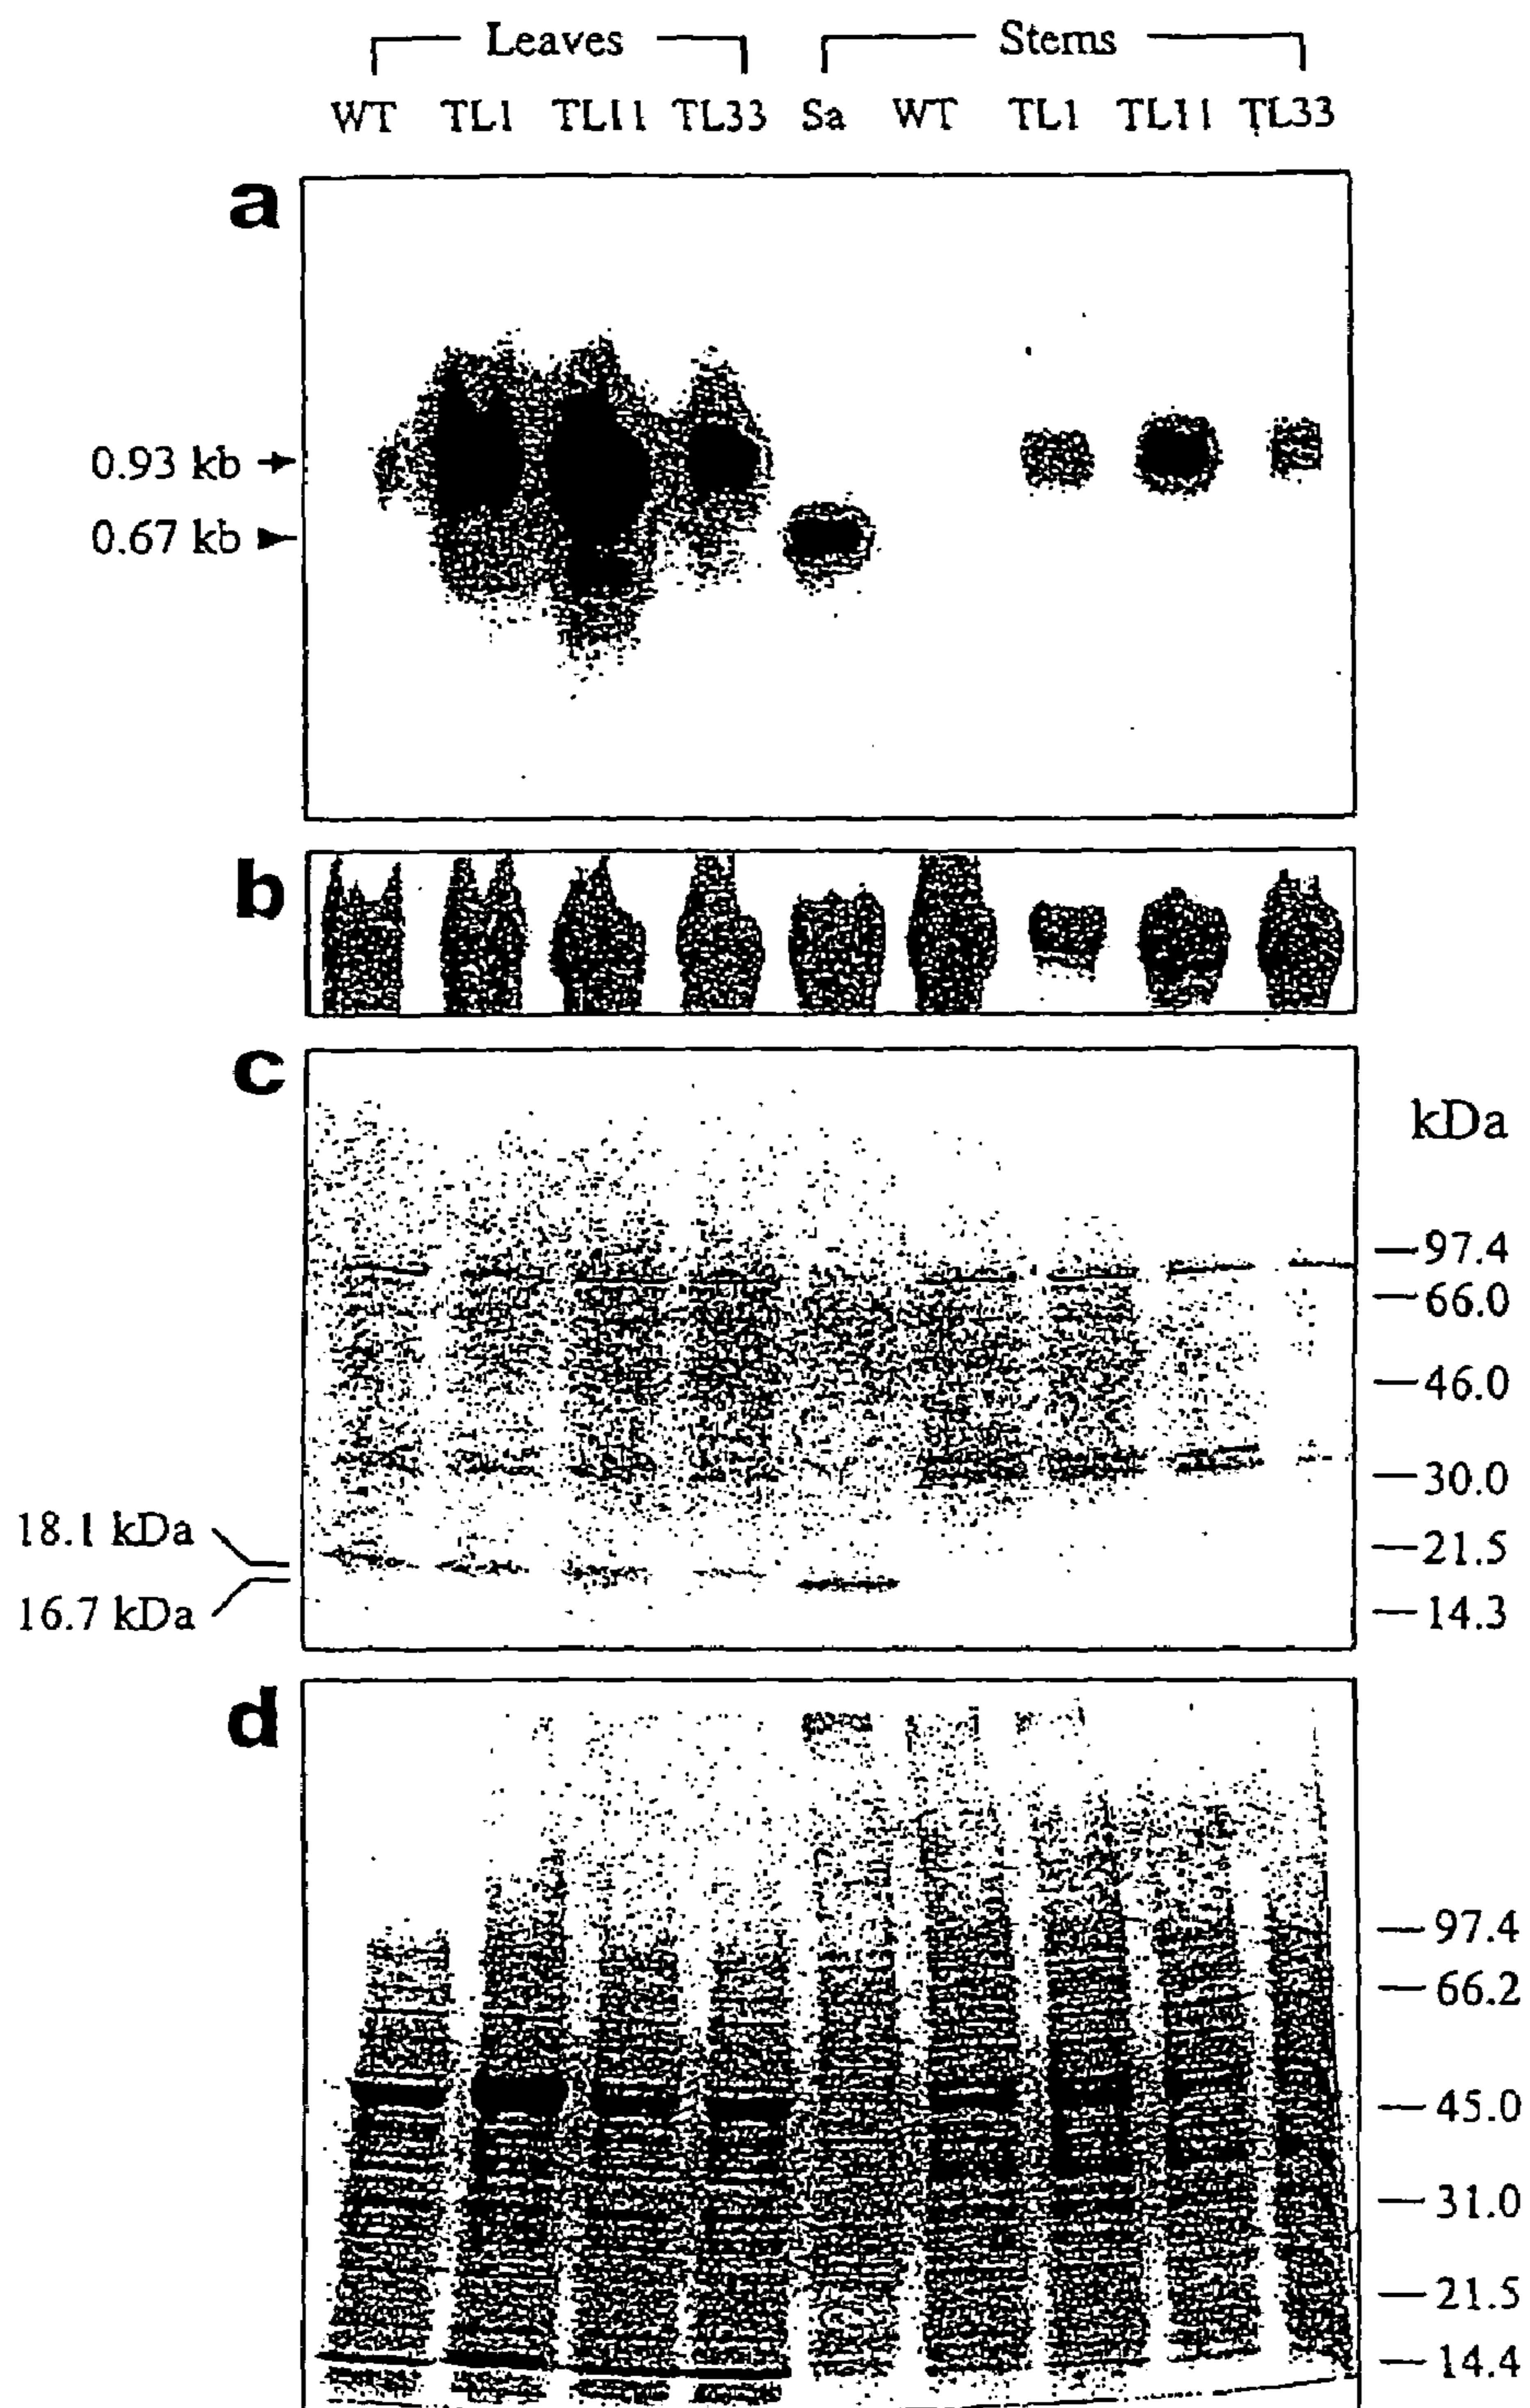 Leaves Stems
WT TL1 TL11 TL33 Sa WT TL1 TL11 TL33
a
0.93 kb
0.67 kb
b
c
kDa
97.4
66.0
46.0
30.0
18.1 kDa
21.5
16.7 kDa
14.3
d
97.4
66.2
45.0
31.0
21.5
14.4